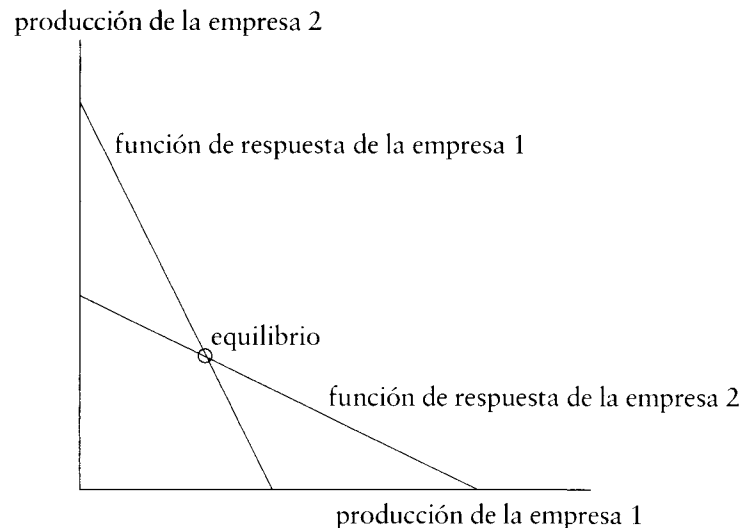 producción de la empresa 2
función de respuesta de la empresa 1
equilibrio
función de respuesta de la empresa 2
producción de la empresa 1